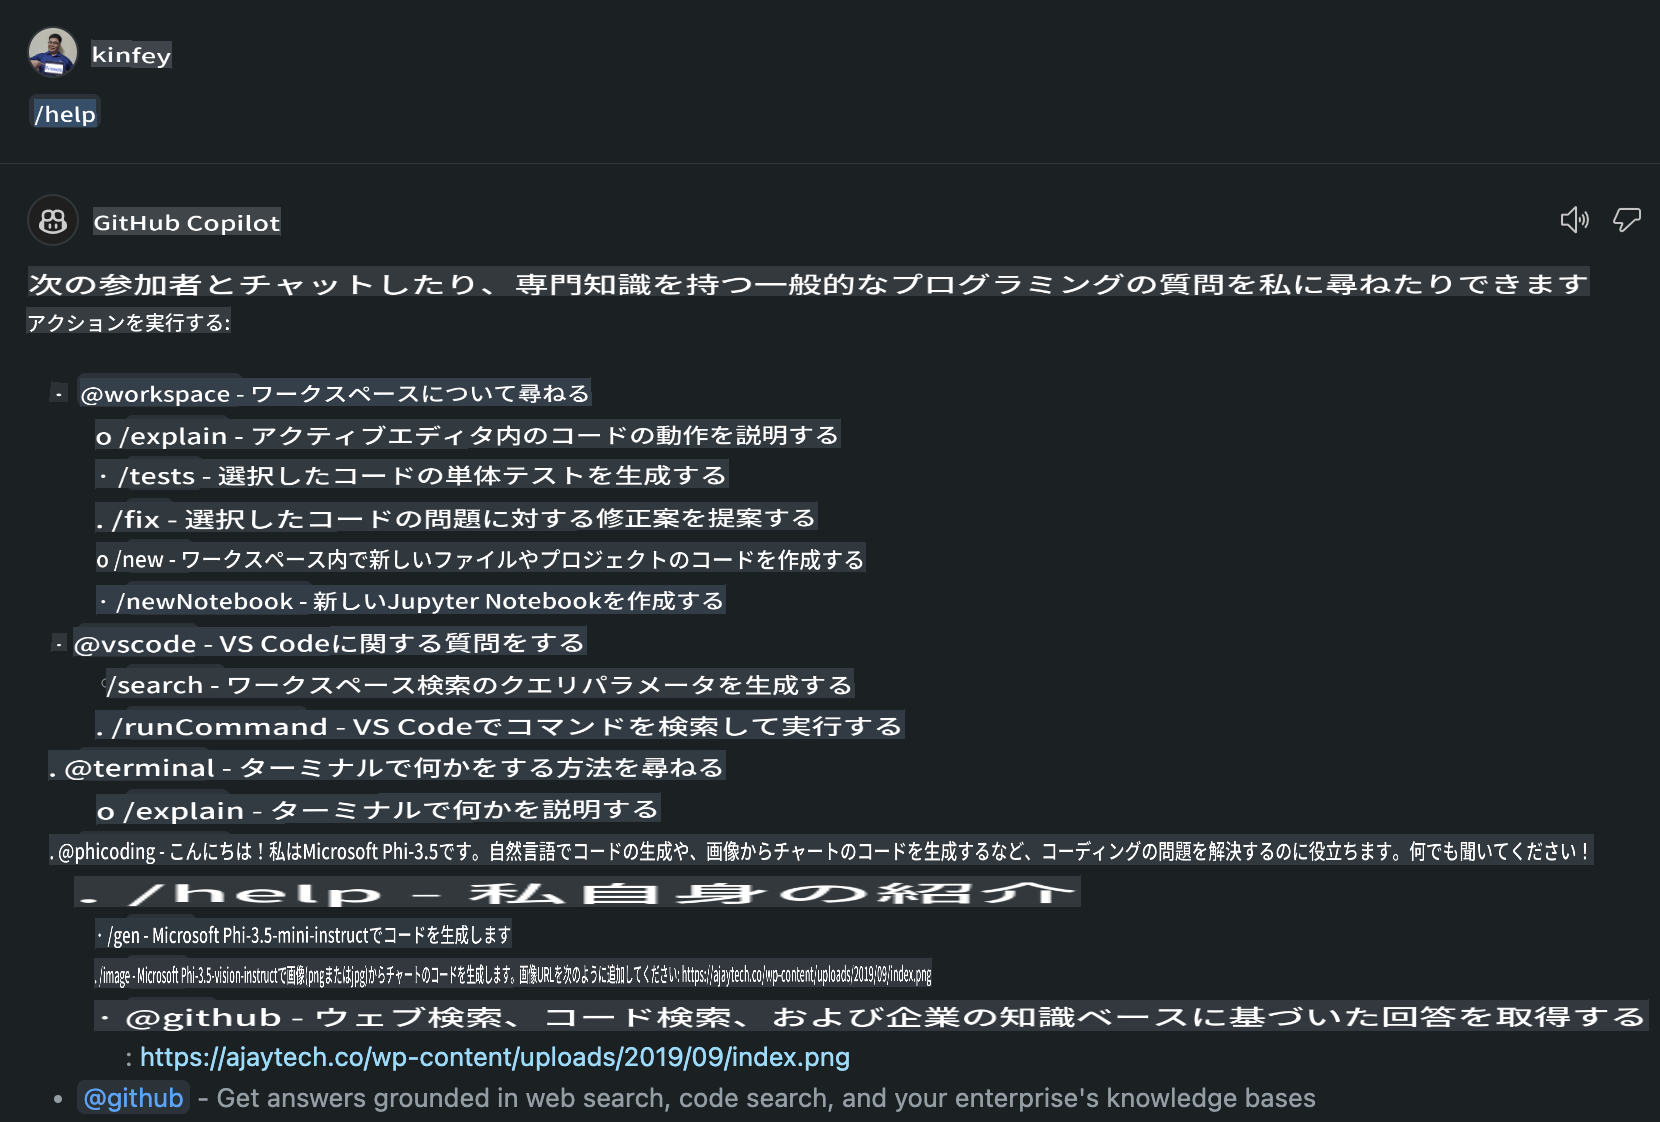 kinfey
/help
GitHub Copilot
次の参加者とチャットしたり、専門知識を持つ一般的なプログラミングの質問を私に尋ねたりできます
アクションを実行する:
· @workspace - ワークスペースについて尋ねる
o /explain - アクティブエディタ内のコードの動作を説明する
· /tests - 選択したコードの単体テストを生成する
. /fix - 選択したコードの問題に対する修正案を提案する
o /new - ワークスペース内で新しいファイルやプロジェクトのコードを作成する
· /newNotebook - 新しいJupyter Notebookを作成する
· @vscode - VS Codeに関する質問をする
/search - ワークスペース検索のクエリパラメータを生成する
. /runCommand - VS Codeでコマンドを検索して実行する
. @terminal - ターミナルで何かをする方法を尋ねる
o /explain - ターミナルで何かを説明する
. @phicoding - こんにちは！私はMicrosoft Phi-3.5です。自然言語でコードの生成や、画像からチャートのコードを生成するなど、コーディングの問題を解決するのに役立ちます。何でも聞いてください！
. /help - 私自身の紹介
· /gen - Microsoft Phi-3.5-mini-instructでコードを生成します
. /image - Microsoft Phi-3.5-vision-instructで画像(pngまたはjpg)からチャートのコードを生成します。画像URLを次のように追加してください: https://ajaytech.co/wp-content/uploads/2019/09/index.png
· @github - ウェブ検索、コード検索、および企業の知識ベースに基づいた回答を取得する
: https://ajaytech.co/wp-content/uploads/2019/09/index.png
• @github - Get answers grounded in web search, code search, and your enterprise's knowledge bases